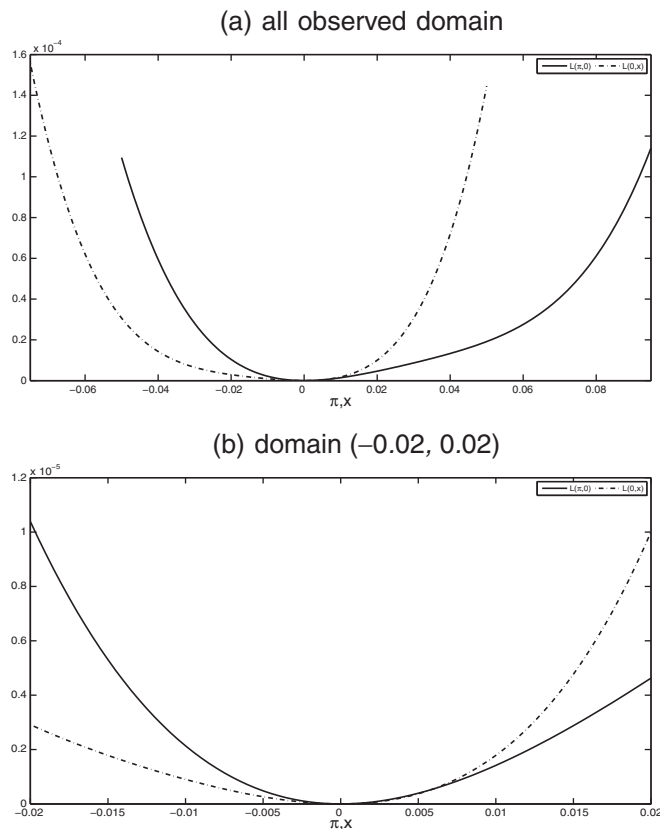 (a) all observed domain
x 10⁻⁴
1.6
L(π,0) L(0,x)
1.4
1.2
1
0.8
0.6
0.4
0.2
0
−0.06 −0.04 −0.02 0 0.02 0.04 0.06 0.08
π,x
(b) domain (−0.02, 0.02)
x 10⁻⁵
1.2
L(π,0) L(0,x)
1
0.8
0.6
0.4
0.2
0
−0.02 −0.015 −0.01 −0.005 0 0.005 0.01 0.015 0.02
π,x